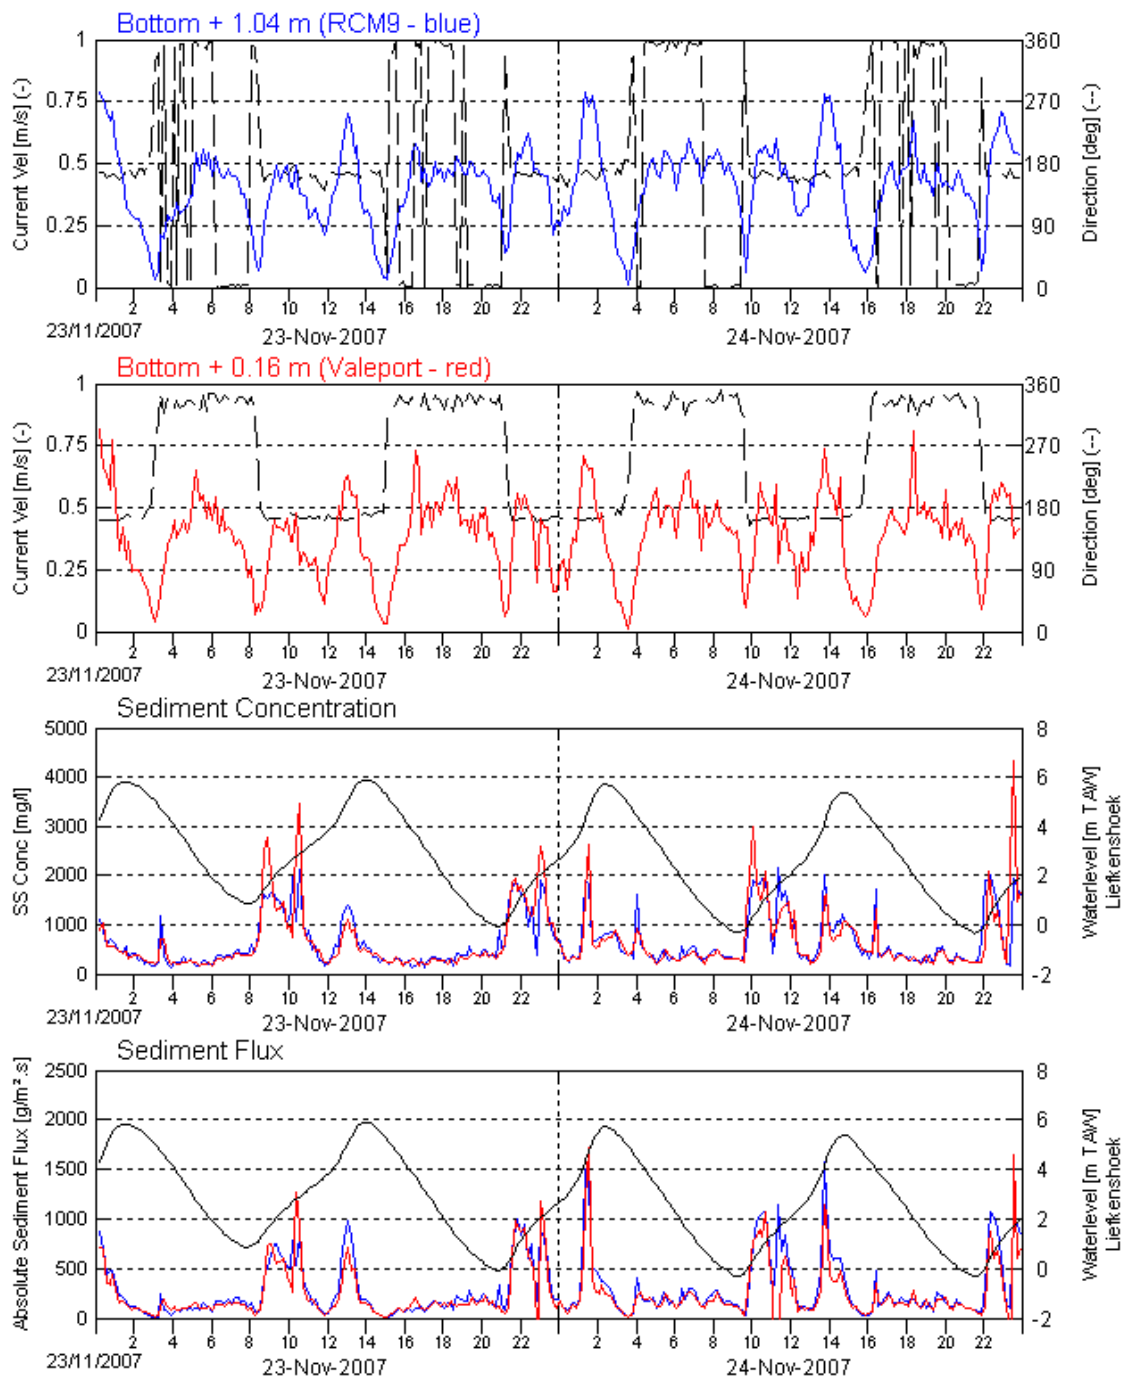 Bottom + 1.04 m (RCM9 - blue)
Current Vel [m/s] (-)
1
0.75
0.5
0.25
0
Direction [deg] (--)
360
270
180
90
0
2 4 6 8 10 12 14 16 18 20 22 2 4 6 8 10 12 14 16 18 20 22
23/11/2007 23-Nov-2007 24-Nov-2007
Bottom + 0.16 m (Valeport - red)
Current Vel [m/s] (-)
1
0.75
0.5
0.25
0
Direction [deg] (--)
360
270
180
90
0
2 4 6 8 10 12 14 16 18 20 22 2 4 6 8 10 12 14 16 18 20 22
23/11/2007 23-Nov-2007 24-Nov-2007
Sediment Concentration
SS Conc [mg/l]
5000
4000
3000
2000
1000
0
Waterlevel [m TAW]
Liefkenshoek
8
6
4
2
0
-2
2 4 6 8 10 12 14 16 18 20 22 2 4 6 8 10 12 14 16 18 20 22
23/11/2007 23-Nov-2007 24-Nov-2007
Sediment Flux
Absolute Sediment Flux [g/m².s]
2500
2000
1500
1000
500
0
Waterlevel [m TAW]
Liefkenshoek
8
6
4
2
0
-2
2 4 6 8 10 12 14 16 18 20 22 2 4 6 8 10 12 14 16 18 20 22
23/11/2007 23-Nov-2007 24-Nov-2007